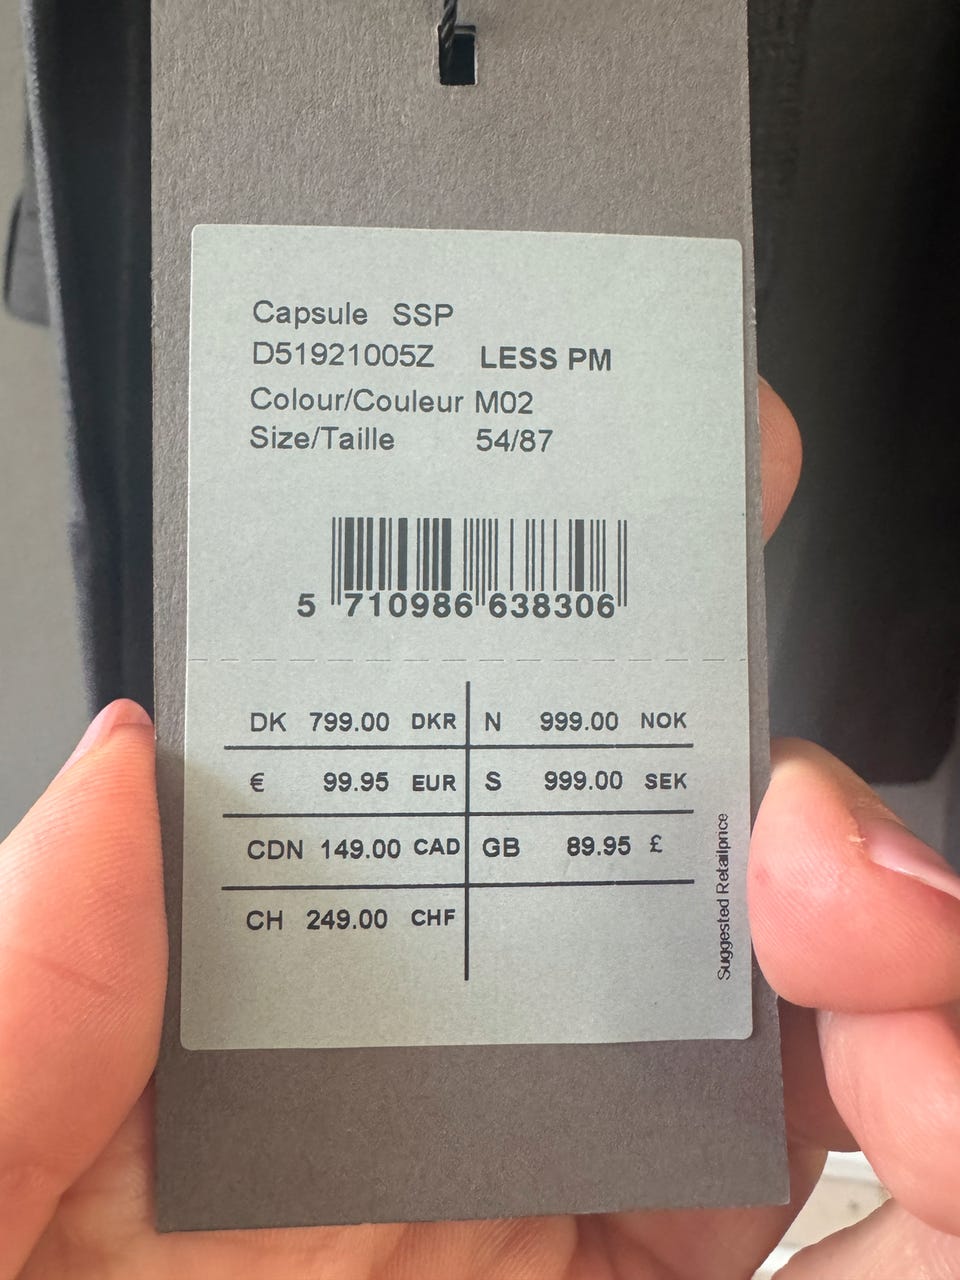 Capsule SSP
D51921005Z LESS PM
Colour/Couleur M02
Size/Taille 54/87
5 710986 638306
DK 799.00 DKR N 999.00 NOK
€ 99.95 EUR S 999.00 SEK
CDN 149.00 CAD GB 89.95 £
CH 249.00 CHF
Suggested Retailprice